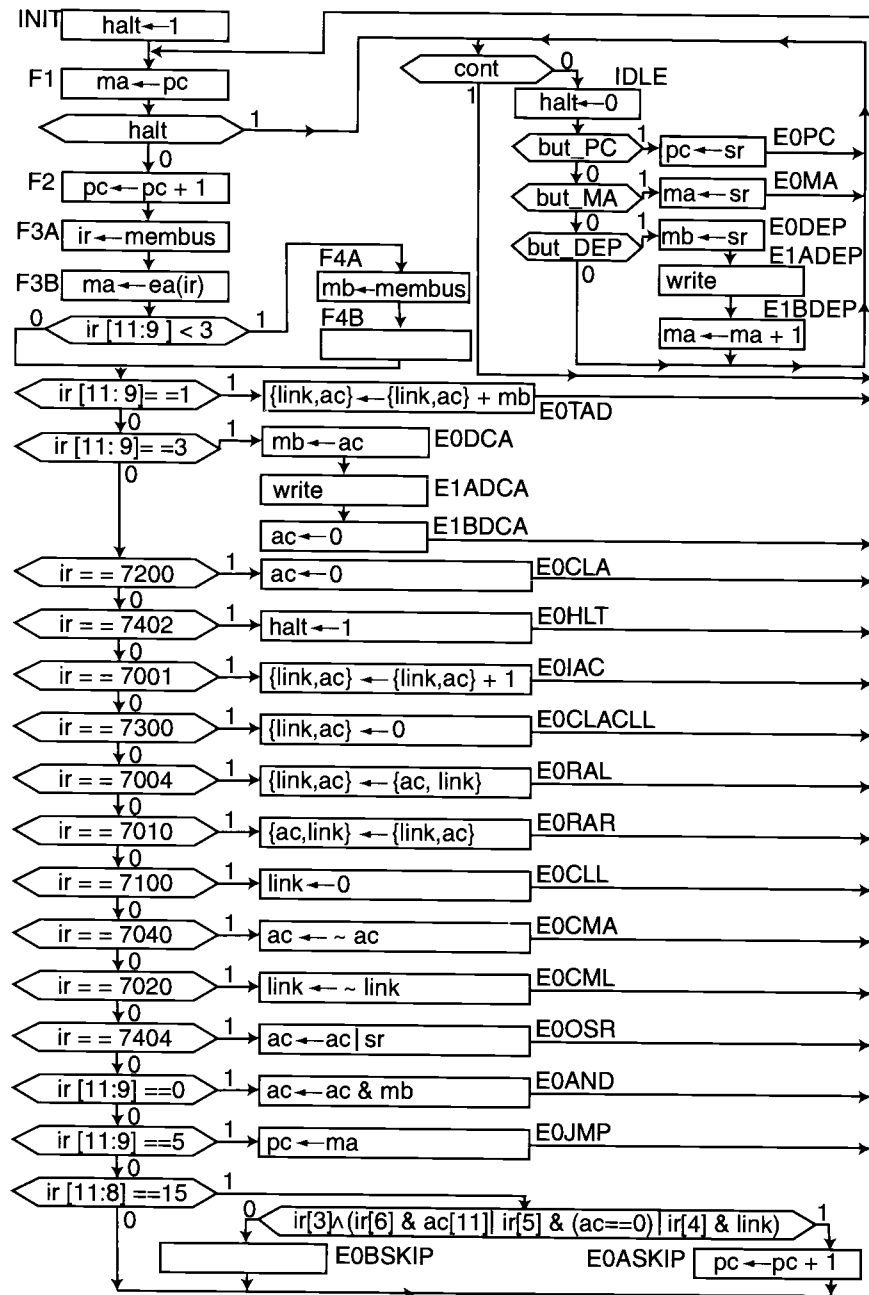 INIT
halt←1
F1
ma←pc
halt
1
0
cont
0
1
IDLE
halt←0
but_PC
1
pc←sr
E0PC
0
but_MA
1
ma←sr
E0MA
0
but_DEP
1
mb←sr
E0DEP
0
E1ADEP
write
E1BDEP
ma←ma + 1
F2
pc←pc + 1
F3A
ir←membus
F3B
ma←ea(ir)
0
ir [11:9 ] < 3
1
F4A
mb←membus
F4B
ir [11: 9]= =1
1
{link,ac} ← {link,ac} + mb
E0TAD
0
ir [11: 9]= =3
1
mb←ac
E0DCA
0
write
E1ADCA
ac←0
E1BDCA
ir = = 7200
1
ac←0
E0CLA
0
ir = = 7402
1
halt←1
E0HLT
0
ir = = 7001
1
{link,ac} ← {link,ac} + 1
E0IAC
0
ir = = 7300
1
{link,ac} ← 0
E0CLACLL
0
ir = = 7004
1
{link,ac} ← {ac, link}
E0RAL
0
ir = = 7010
1
{ac,link} ← {link,ac}
E0RAR
0
ir = = 7100
1
link←0
E0CLL
0
ir = = 7040
1
ac ← ~ ac
E0CMA
0
ir = = 7020
1
link ← ~ link
E0CML
0
ir = = 7404
1
ac ←ac | sr
E0OSR
0
ir [11:9] ==0
1
ac←ac & mb
E0AND
0
ir [11:9] ==5
1
pc←ma
E0JMP
0
ir [11:8] ==15
1
0
0
ir[3]∧(ir[6] & ac[11]| ir[5] & (ac==0) | ir[4] & link)
1
E0BSKIP
E0ASKIP
pc←pc + 1